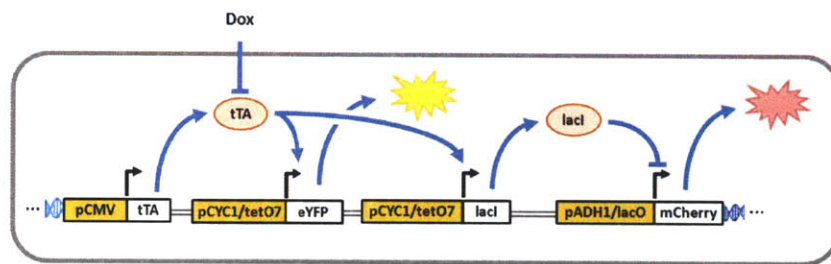 Dox
tTA
lacI
... pCMV tTA pCYC1/tetO7 eYFP pCYC1/tetO7 lacI pADH1/lacO mCherry ...